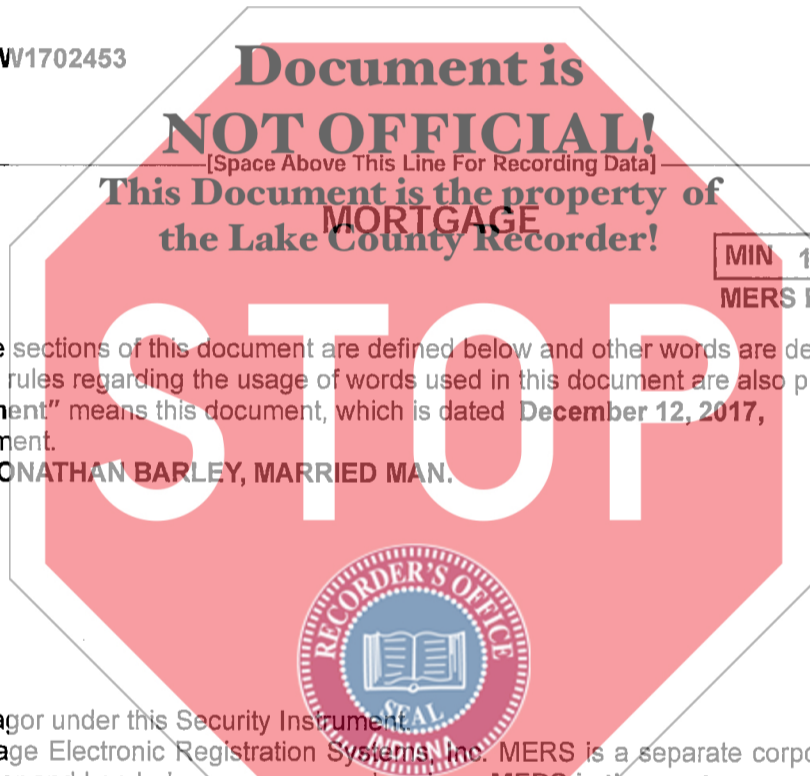 W1702453
Document is
NOT OFFICIAL!
[Space Above This Line For Recording Data]
This Document is the property of
MORTGAGE
the Lake County Recorder!
MIN 1
MERS
e sections of this document are defined below and other words are de
rules regarding the usage of words used in this document are also p
ent" means this document, which is dated December 12, 2017,
ment.
ONATHAN BARLEY, MARRIED MAN.
STOP
RECORDER'S OFFICE
SEAL
INDIANA
agor under this Security Instrument.
age Electronic Registration Systems, Inc. MERS is a separate corpo